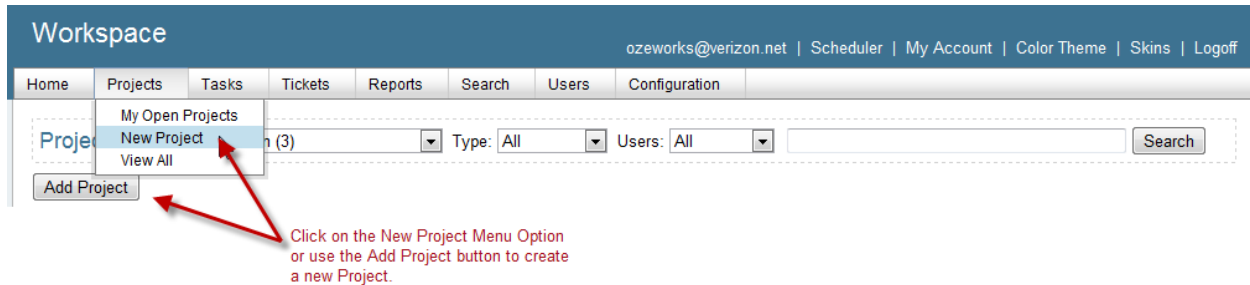 Workspace
ozeworks@verizon.net | Scheduler | My Account | Color Theme | Skins | Logoff
Home Projects Tasks Tickets Reports Search Users Configuration
My Open Projects
New Project
View All
(3) Type: All Users: All Search
Add Project
Click on the New Project Menu Option
or use the Add Project button to create
a new Project.